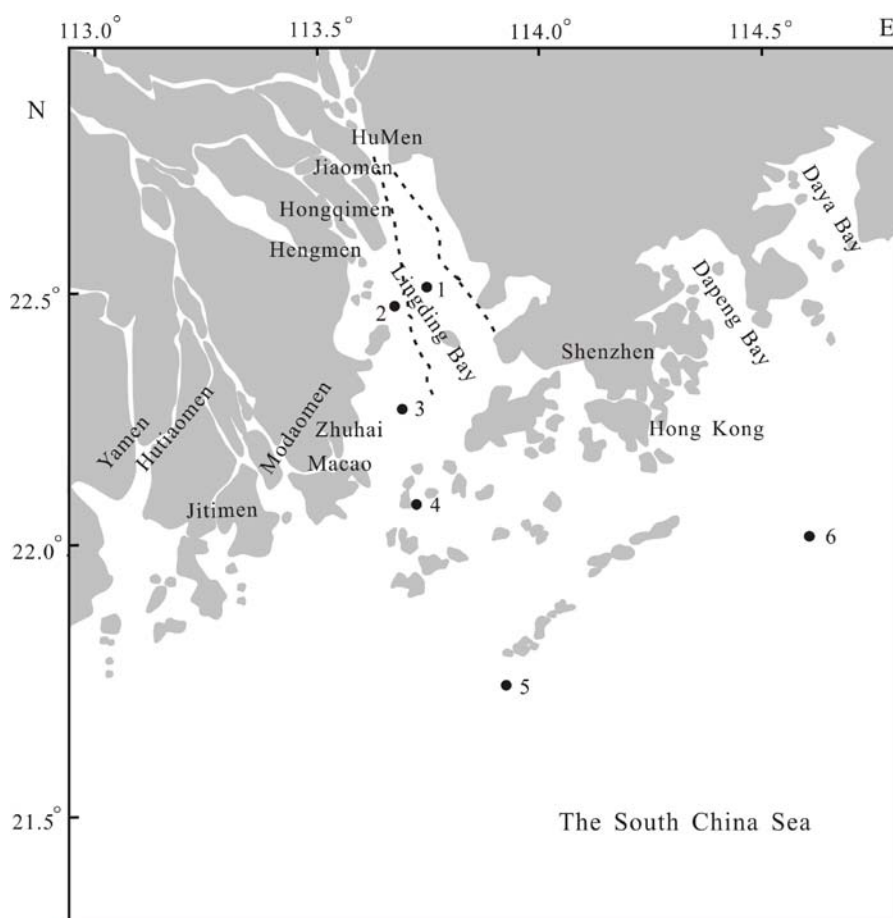 113.0° 113.5° 114.0° 114.5° E
N
HuMen
Jiaomen
Hongqimen
Hengmen
Daya Bay
Dapeng Bay
Lingding Bay
22.5°
1
2
Shenzhen
3
Zhuhai
Hong Kong
Macao
Yamen
Hutiaomen
Modaomen
Jitimen
4
22.0°
6
5
21.5°
The South China Sea